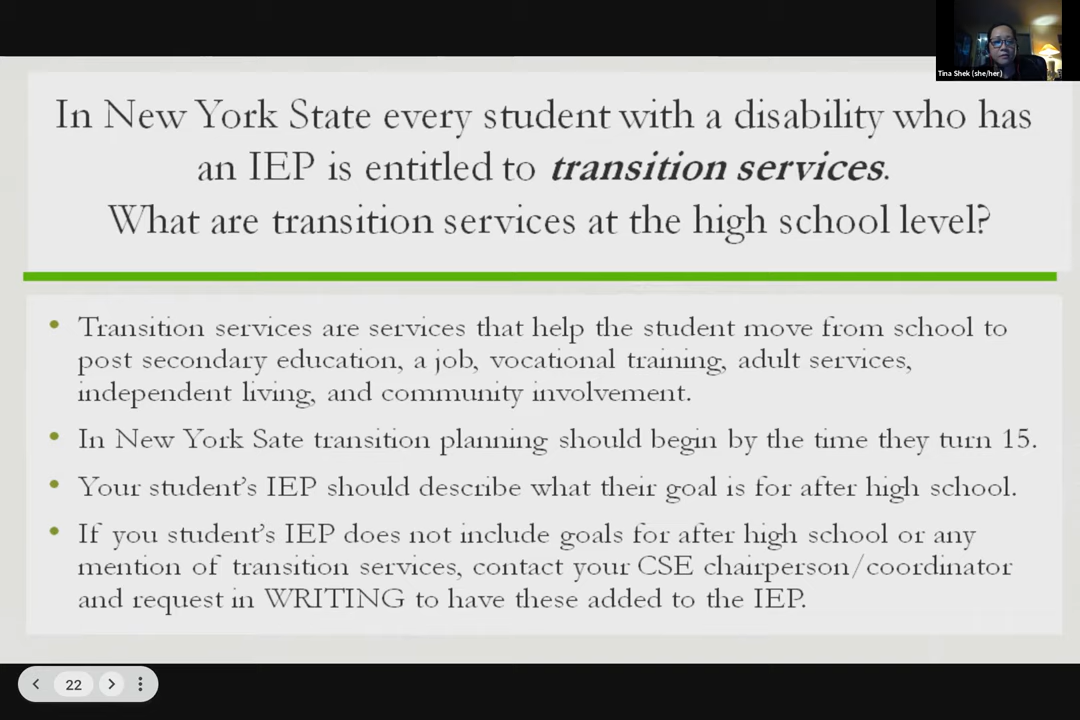 Tina Shek (she/her)
In New York State every student with a disability who has
an IEP is entitled to transition services.
What are transition services at the high school level?
• Transition services are services that help the student move from school to
post secondary education, a job, vocational training, adult services,
independent living, and community involvement.
• In New York Sate transition planning should begin by the time they turn 15.
• Your student's IEP should describe what their goal is for after high school.
• If you student's IEP does not include goals for after high school or any
mention of transition services, contact your CSE chairperson/coordinator
and request in WRITING to have these added to the IEP.
22